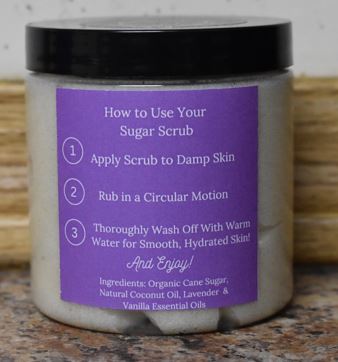 How to Use Your
Sugar Scrub
1 Apply Scrub to Damp Skin
2 Rub in a Circular Motion
3 Thoroughly Wash Off With Warm
Water for Smooth, Hydrated Skin!
And Enjoy!
Ingredients: Organic Cane Sugar,
Natural Coconut Oil, Lavender &
Vanilla Essential Oils